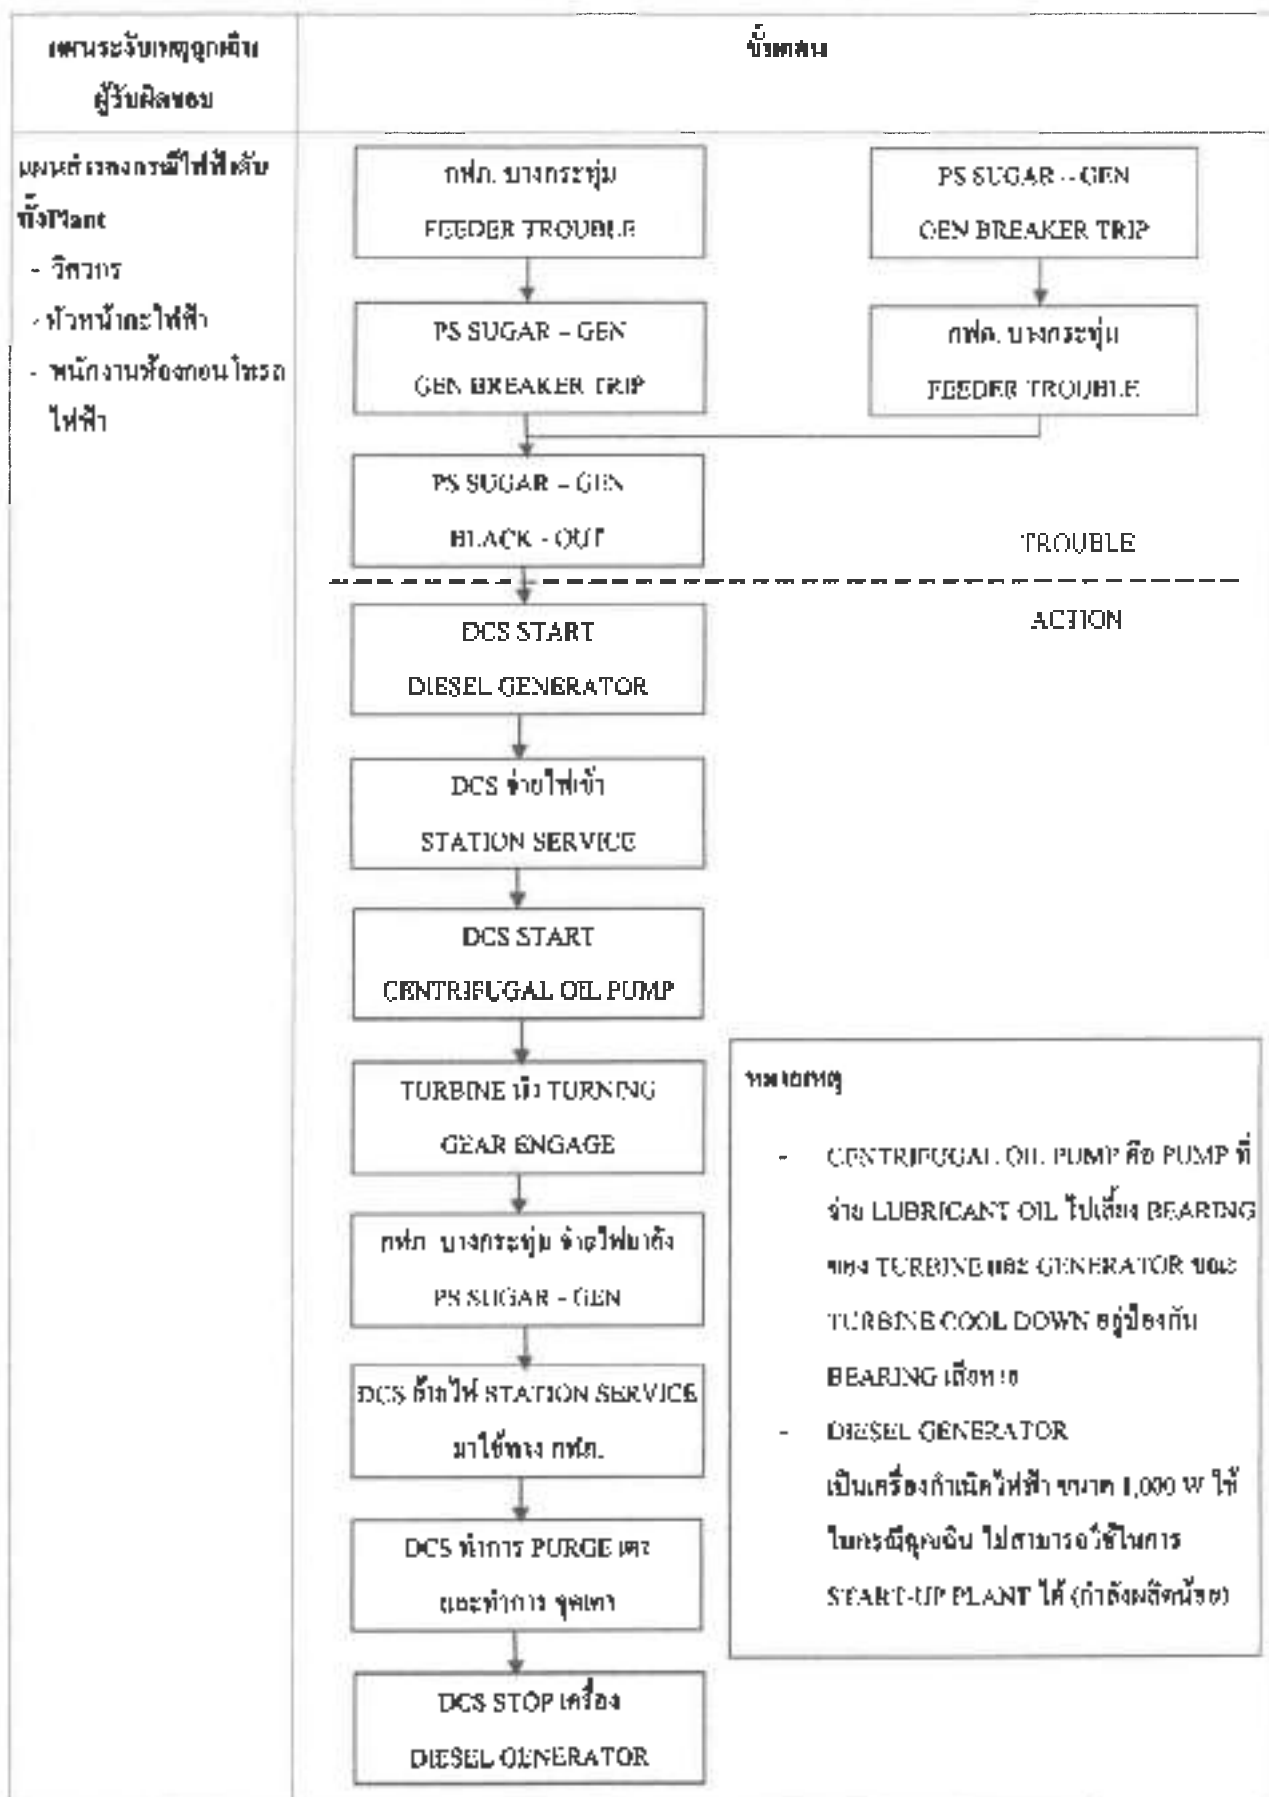 แผนระงับเหตุฉุกเฉิน
ผู้รับผิดชอบ
ขั้นตอน
แผนสำรองกรณีไฟฟ้าดับ
ทั้งPlant
- วิศวกร
- หัวหน้ากะไฟฟ้า
- พนักงานห้องคอนโทรล
ไฟฟ้า
กฟภ. บางกระทุ่ม
FEEDER TROUBLE
PS SUGAR – GEN
GEN BREAKER TRIP
PS SUGAR – GEN
GEN BREAKER TRIP
กฟภ. บางกระทุ่ม
FEEDER TROUBLE
PS SUGAR – GEN
BLACK - OUT
TROUBLE
ACTION
DCS START
DIESEL GENERATOR
DCS จ่ายไฟเข้า
STATION SERVICE
DCS START
CENTRIFUGAL OIL PUMP
TURBINE นิ่ง TURNING
GEAR ENGAGE
กฟภ บางกระทุ่ม จ่ายไฟมาถึง
PS SUGAR – GEN
DCS ย้ายไฟ STATION SERVICE
มาใช้ทาง กฟภ.
DCS ทำการ PURGE เตา
และทำการ จุดเตา
DCS STOP เครื่อง
DIESEL GENERATOR
หมายเหตุ
- CENTRIFUGAL OIL PUMP คือ PUMP ที่
จ่าย LUBRICANT OIL ไปเลี้ยง BEARING
ของ TURBINE และ GENERATOR ขณะ
TURBINE COOL DOWN อยู่ป้องกัน
BEARING เสียหาย
- DIESEL GENERATOR
เป็นเครื่องกำเนิดไฟฟ้า ขนาด 1,000 W ใช้
ในกรณีฉุกเฉิน ไม่สามารถใช้ในการ
START-UP PLANT ได้ (กำลังผลิตน้อย)